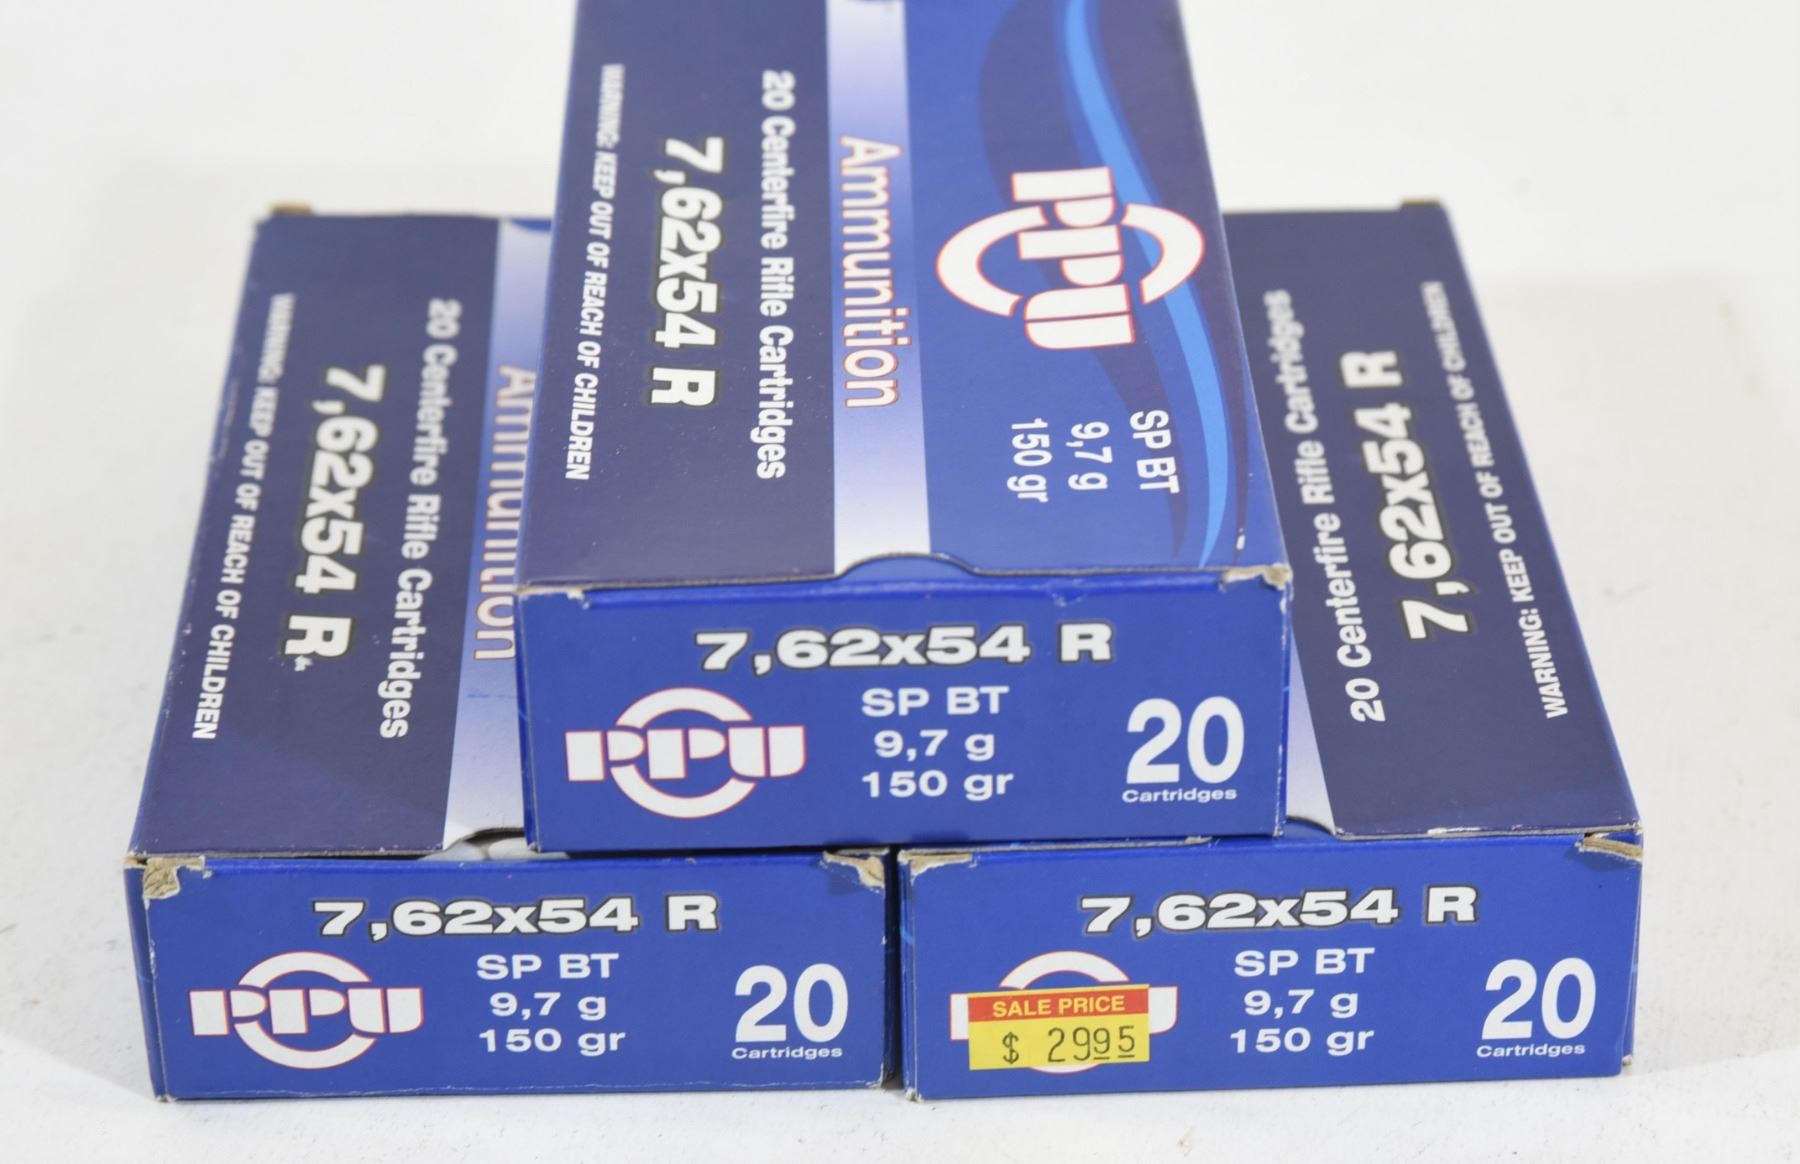 ppu
SP BT
9,7 g
150 gr
Ammunition
20 Centerfire Rifle Cartridges
7,62x54 R
WARNING: KEEP OUT OF REACH OF CHILDREN
7,62x54 R
ppu
SP BT
9,7 g
150 gr
20
Cartridges
Ammunition
20 Centerfire Rifle Cartridges
7,62x54 R
WARNING: KEEP OUT OF REACH OF CHILDREN
7,62x54 R
ppu
SP BT
9,7 g
150 gr
20
Cartridges
20 Centerfire Rifle Cartridges
7,62x54 R
WARNING: KEEP OUT OF REACH OF CHILDREN
7,62x54 R
SALE PRICE
$ 2995
SP BT
9,7 g
150 gr
20
Cartridges